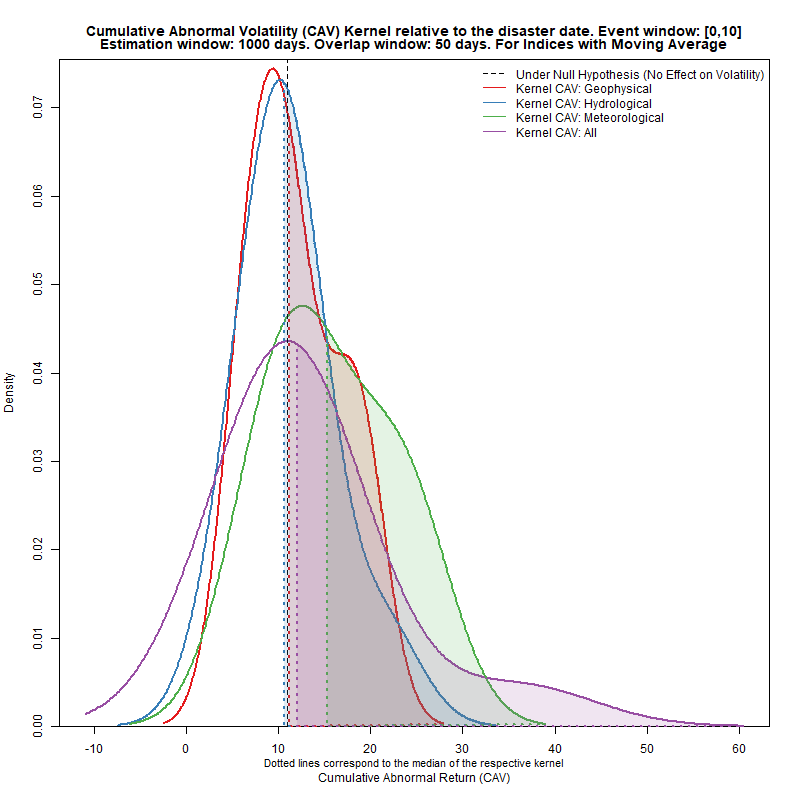 Cumulative Abnormal Volatility (CAV) Kernel relative to the disaster date. Event window: [0,10]
Estimation window: 1000 days. Overlap window: 50 days. For Indices with Moving Average
Under Null Hypothesis (No Effect on Volatility)
Kernel CAV: Geophysical
Kernel CAV: Hydrological
Kernel CAV: Meteorological
Kernel CAV: All
Density
0.07
0.06
0.05
0.04
0.03
0.02
0.01
0.00
-10 0 10 20 30 40 50 60
Dotted lines correspond to the median of the respective kernel
Cumulative Abnormal Return (CAV)